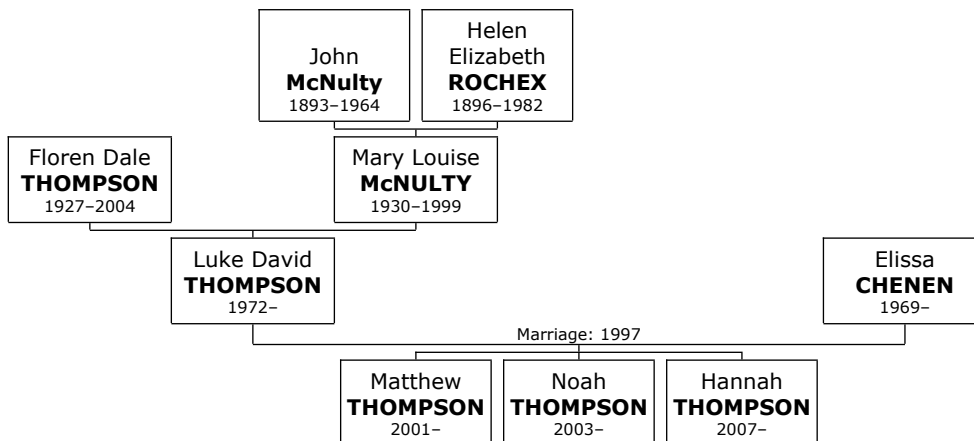 John
McNulty
1893–1964
Helen
Elizabeth
ROCHEX
1896–1982
Floren Dale
THOMPSON
1927–2004
Mary Louise
McNULTY
1930–1999
Luke David
THOMPSON
1972–
Elissa
CHENEN
1969–
Marriage: 1997
Matthew
THOMPSON
2001–
Noah
THOMPSON
2003–
Hannah
THOMPSON
2007–